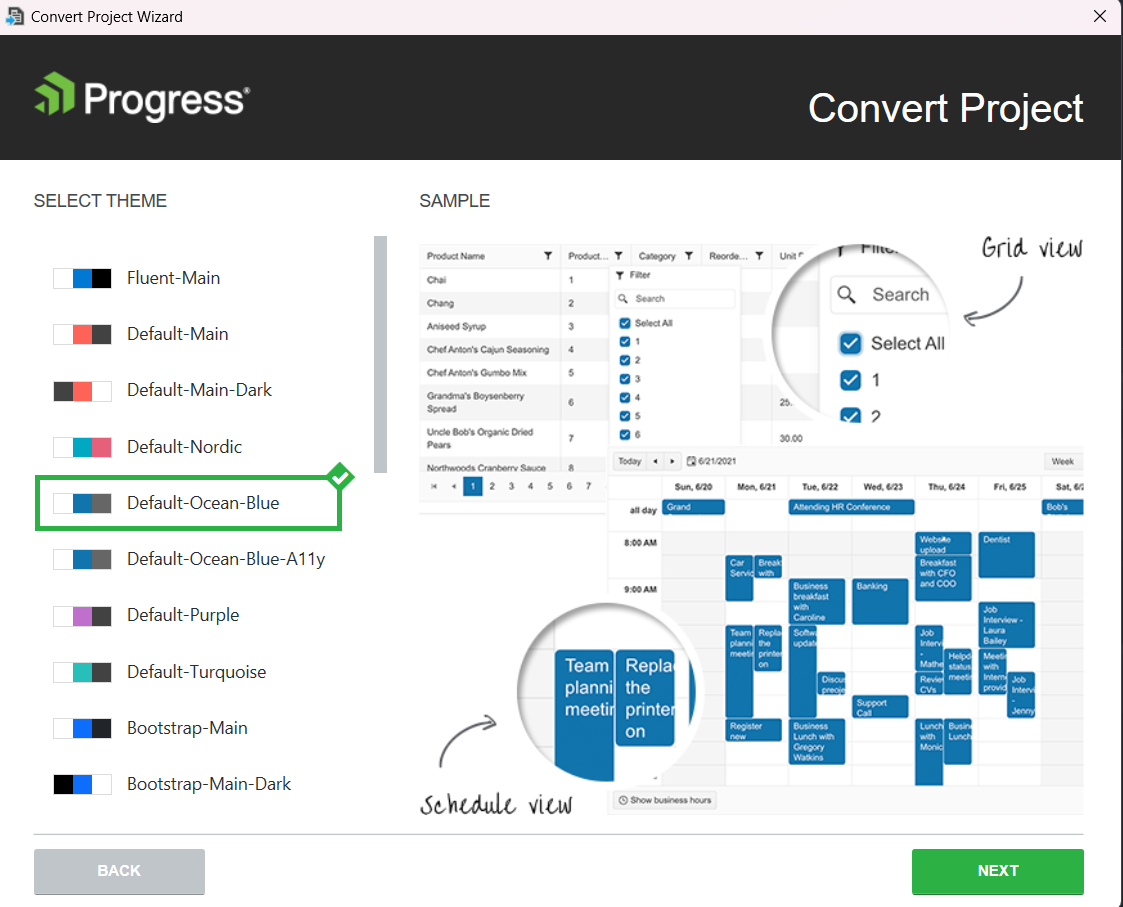 Convert Project Wizard
Progress®
Convert Project
SELECT THEME
Fluent-Main
Default-Main
Default-Main-Dark
Default-Nordic
Default-Ocean-Blue
Default-Ocean-Blue-A11y
Default-Purple
Default-Turquoise
Bootstrap-Main
Bootstrap-Main-Dark
SAMPLE
Grid view
Product Name Product... Category Reorde... Unit
Chai 1
Chang 2
Aniseed Syrup 3
Chef Anton's Cajun Seasoning 4
Chef Anton's Gumbo Mix 5
Grandma's Boysenberry
Spread
6
25.
Uncle Bob's Organic Dried
Pears
7
30.00
Northwoods Cranberry Sauce 8
1 2 3 4 5 6 7
Filter
Search
Select All
1
2
3
4
5
6
Filter
Search
Select All
1
2
Today 6/21/2021 Week
Sun, 6/20 Mon, 6/21 Tue, 6/22 Wed, 6/23 Thu, 6/24 Fri, 6/25 Sat, 6/2
all day Grand Attending HR Conference Bob's
8:00 AM
9:00 AM
Car
Servic
Break
with
Team
planni
meetin
Repla
the
printer
on
Register
new
Business
breakfast
with
Caroline
Softw
update
Discus
Business
Lunch with
Gregory
Watkins
Banking
Support
Call
Website
upload
Breakfast
with CFO
and COO
Job
Interview
-
Mathe
Helpd
status
meetin
Review
CVs
Lunch
with
Monic
Busin
Lunch
Dentist
Job
Interview -
Laura
Bailey
Meetin
with
Intern
provid
Job
Intervi
-
Jenny
Team
planni
meetin
Repla
the
printer
on
Schedule view
Show business hours
BACK
NEXT